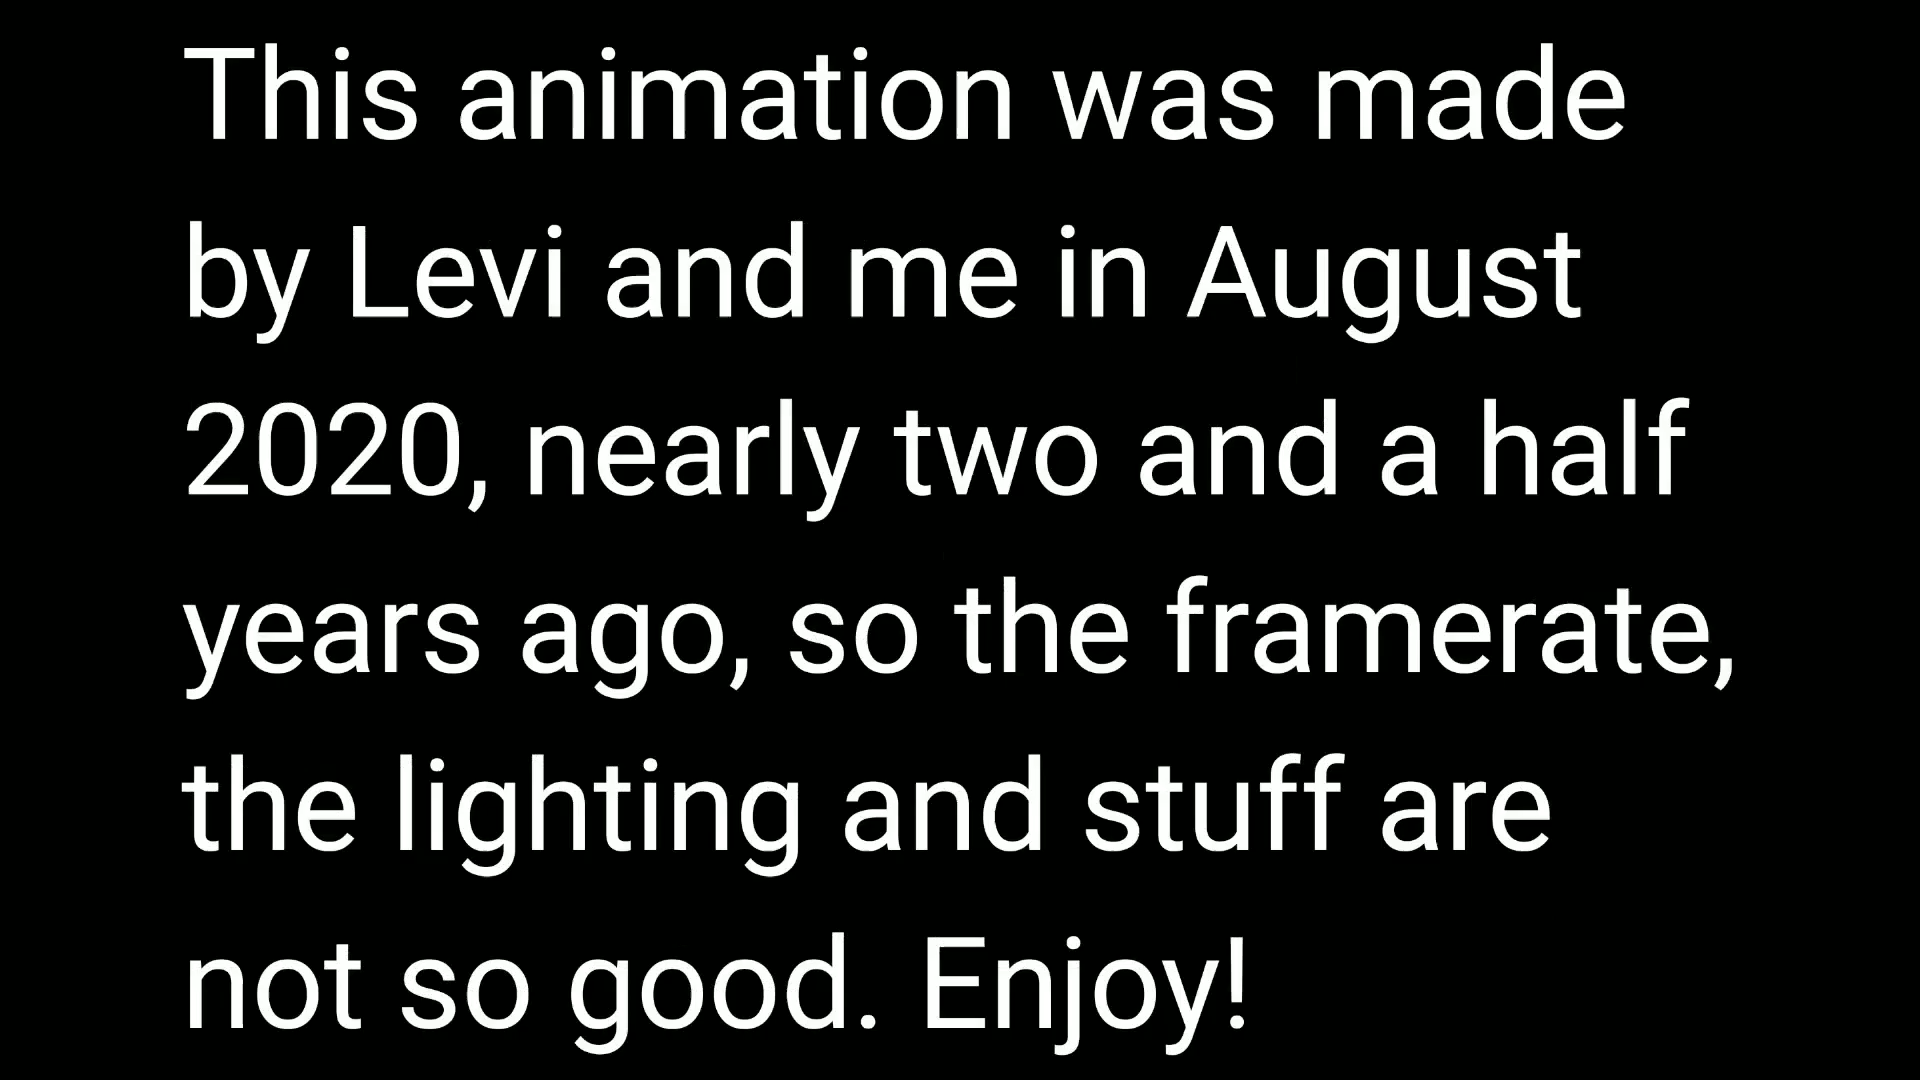 This animation was made
by Levi and me in August
2020, nearly two and a half
years ago, so the framerate,
the lighting and stuff are
not so good. Enjoy!